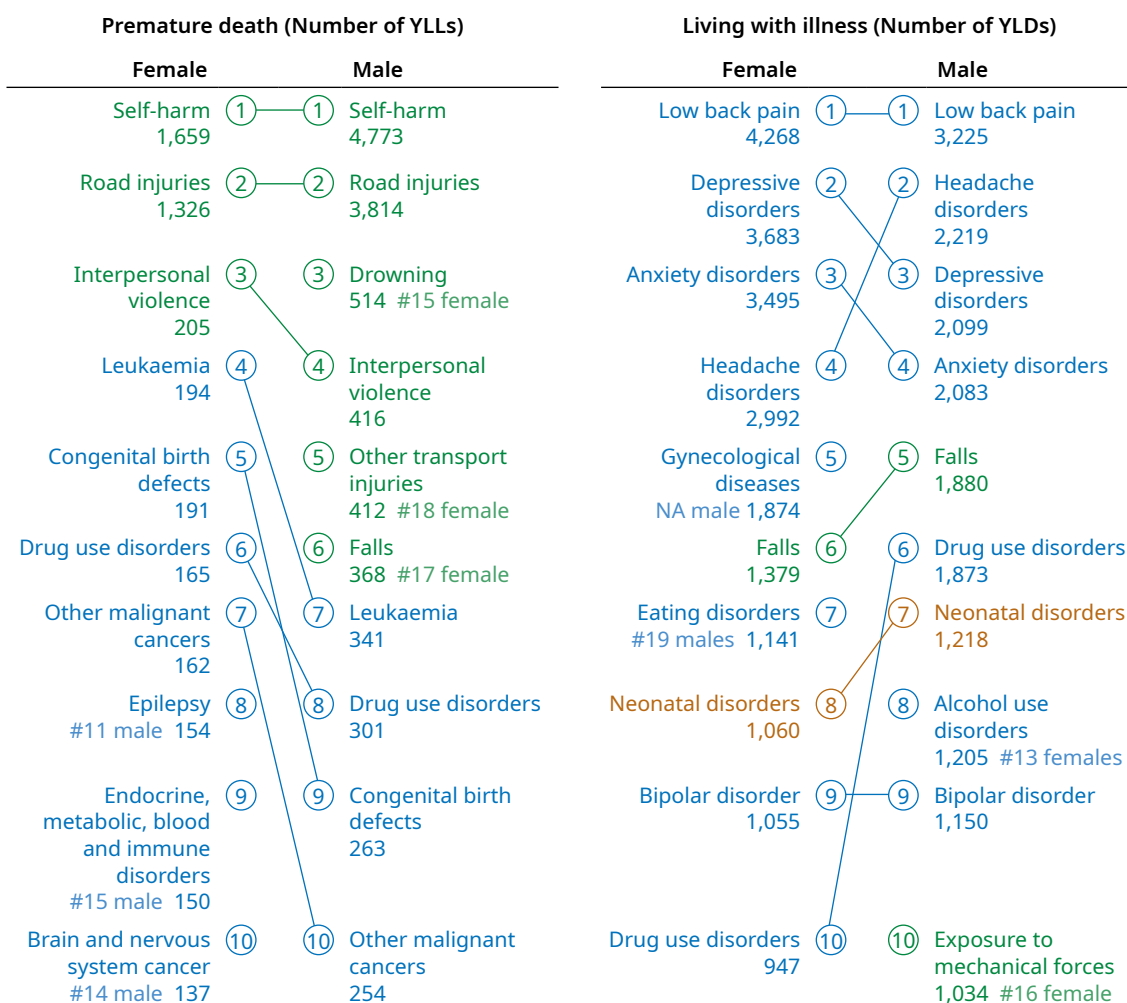 Premature death (Number of YLLs)
Female
Male
Self-harm
1,659
1
1
Self-harm
4,773
Road injuries
1,326
2
2
Road injuries
3,814
Interpersonal
violence
205
3
3
Drowning
514 #15 female
Leukaemia
194
4
4
Interpersonal
violence
416
Congenital birth
defects
191
5
5
Other transport
injuries
412 #18 female
Drug use disorders
165
6
6
Falls
368 #17 female
Other malignant
cancers
162
7
7
Leukaemia
341
Epilepsy
#11 male 154
8
8
Drug use disorders
301
Endocrine,
metabolic, blood
and immune
disorders
#15 male 150
9
9
Congenital birth
defects
263
Brain and nervous
system cancer
#14 male 137
10
10
Other malignant
cancers
254
Living with illness (Number of YLDs)
Female
Male
Low back pain
4,268
1
1
Low back pain
3,225
Depressive
disorders
3,683
2
2
Headache
disorders
2,219
Anxiety disorders
3,495
3
3
Depressive
disorders
2,099
Headache
disorders
2,992
4
4
Anxiety disorders
2,083
Gynecological
diseases
NA male 1,874
5
5
Falls
1,880
Falls
1,379
6
6
Drug use disorders
1,873
Eating disorders
#19 males 1,141
7
7
Neonatal disorders
1,218
Neonatal disorders
1,060
8
8
Alcohol use
disorders
1,205 #13 females
Bipolar disorder
1,055
9
9
Bipolar disorder
1,150
Drug use disorders
947
10
10
Exposure to
mechanical forces
1,034 #16 female